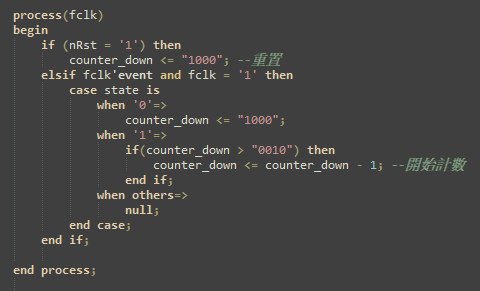 process(fclk)
begin
    if (nRst = '1') then
        counter_down <= "1000"; --重置
    elsif fclk'event and fclk = '1' then
        case state is
            when '0'=>
                counter_down <= "1000";
            when '1'=>
                if(counter_down > "0010") then
                    counter_down <= counter_down - 1; --開始計數
                end if;
            when others=>
                null;
        end case;
    end if;
end process;